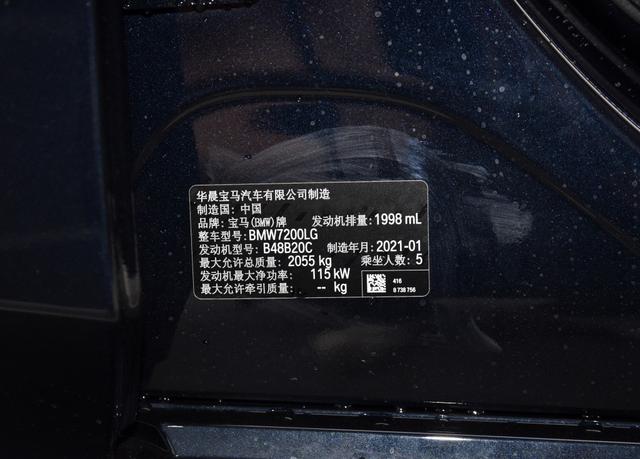 华晨宝马汽车有限公司制造
制造国: 中国
品牌: 宝马(BMW)牌 发动机排量: 1998 mL
整车型号: BMW7200LG
发动机型号: B48B20C 制造年月: 2021-01
最大允许总质量: 2055 kg 乘坐人数: 5
发动机最大净功率: 115 kW
最大允许牵引质量: -- kg
416
9 738 756